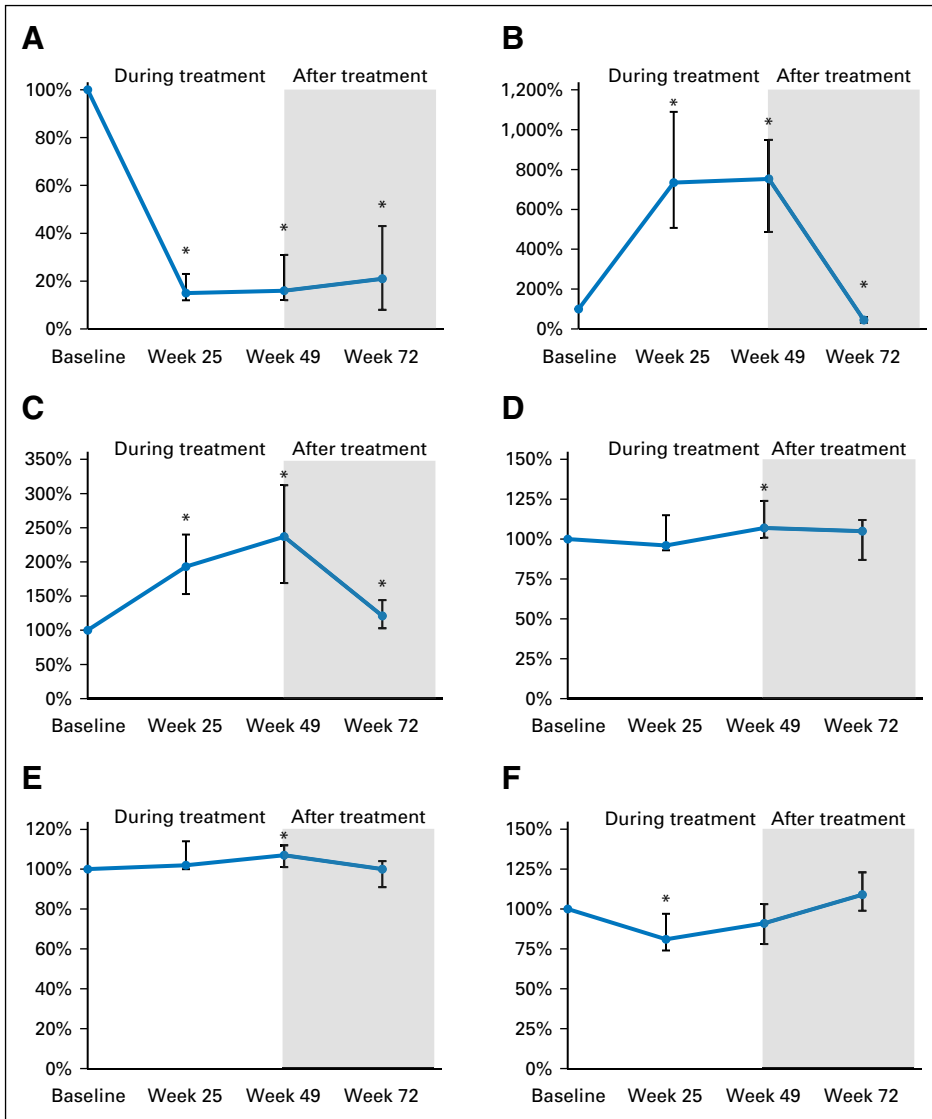 A
During treatment After treatment
100%
80%
60%
40%
20%
0%
* * *
Baseline Week 25 Week 49 Week 72
B
During treatment After treatment
1,200%
1,000%
800%
600%
400%
200%
0%
* * *
Baseline Week 25 Week 49 Week 72
C
During treatment After treatment
350%
300%
250%
200%
150%
100%
50%
0%
* * *
Baseline Week 25 Week 49 Week 72
D
During treatment After treatment
150%
125%
100%
75%
50%
25%
0%
*
Baseline Week 25 Week 49 Week 72
E
During treatment After treatment
120%
100%
80%
60%
40%
20%
0%
*
Baseline Week 25 Week 49 Week 72
F
During treatment After treatment
150%
125%
100%
75%
50%
25%
0%
*
Baseline Week 25 Week 49 Week 72